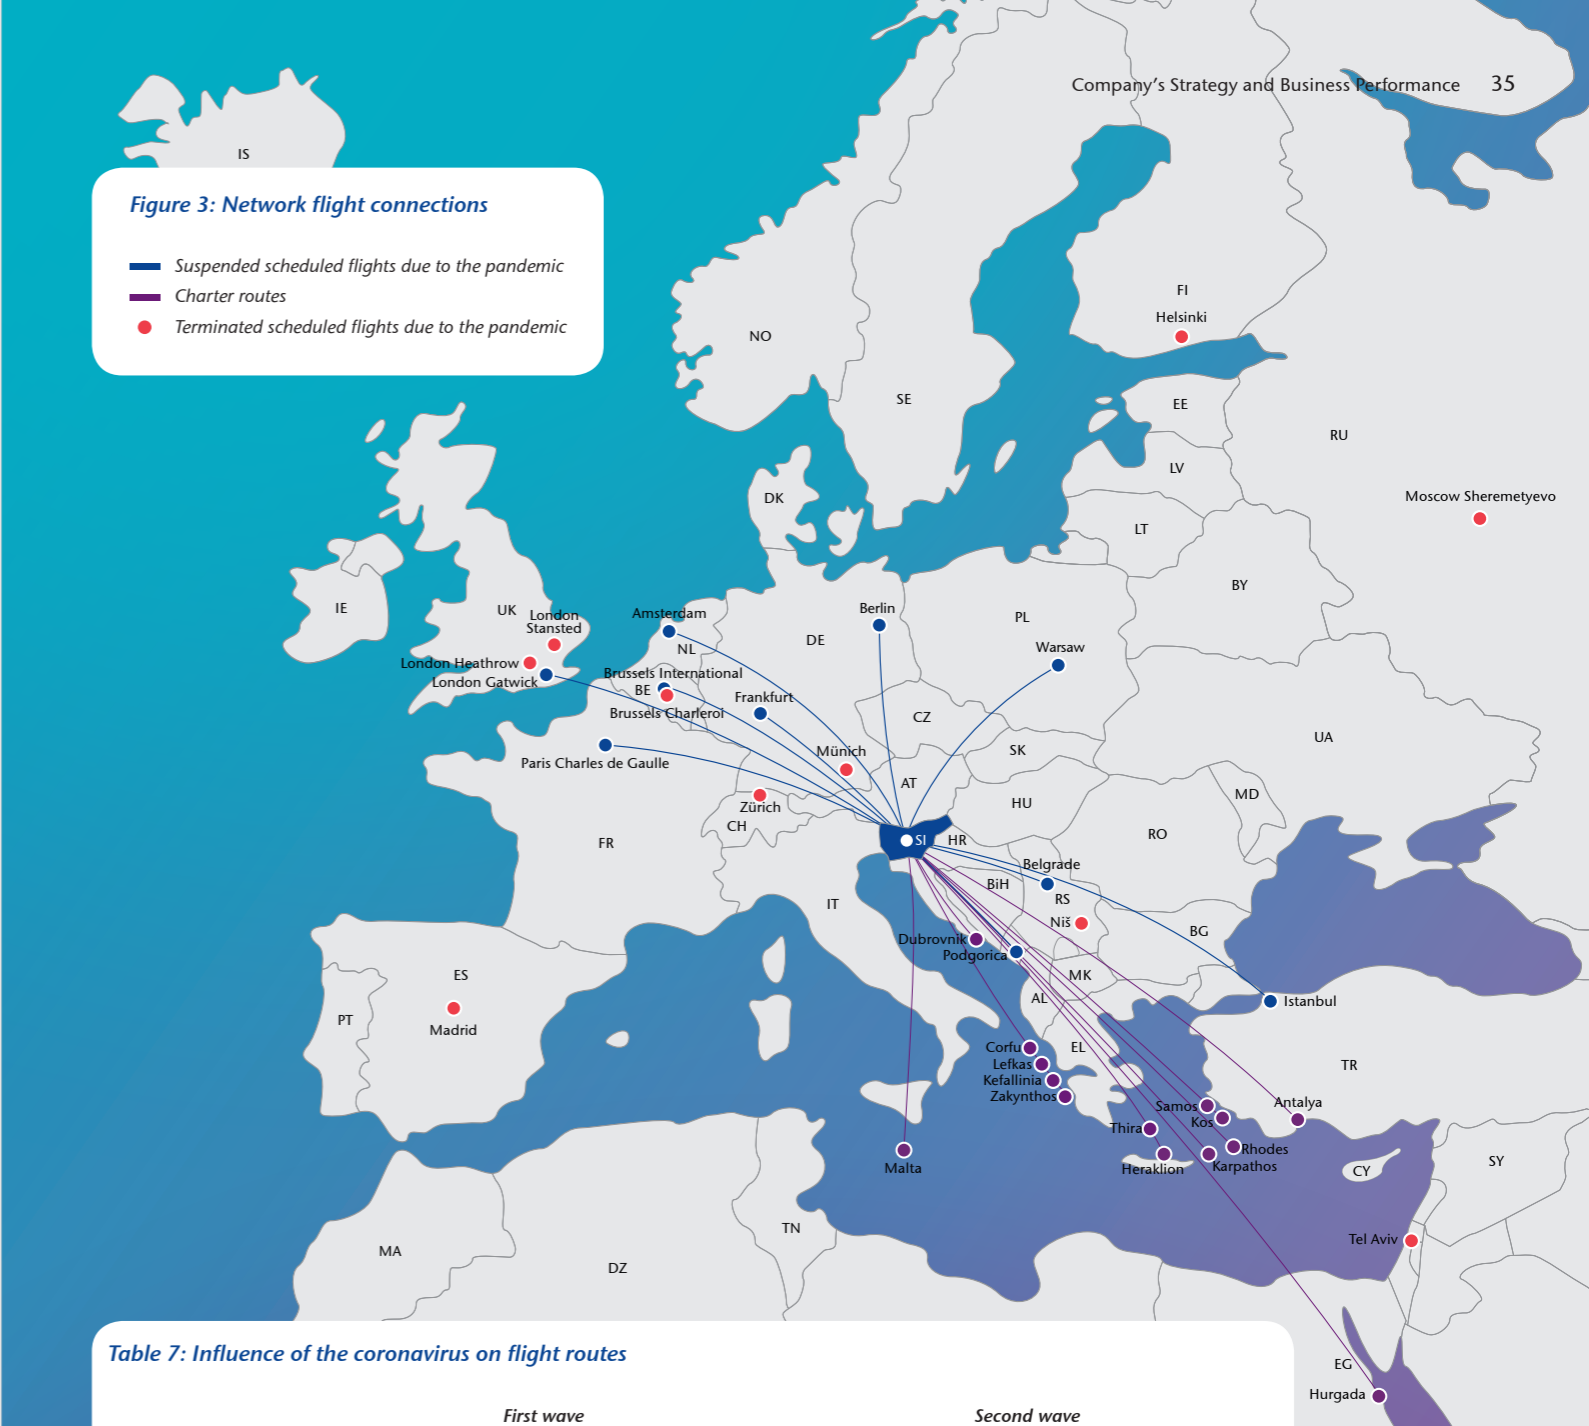 Company's Strategy and Business Performance 35
IS
Figure 3: Network flight connections
Suspended scheduled flights due to the pandemic
Charter routes
Terminated scheduled flights due to the pandemic
FI
Helsinki
NO
SE
EE
RU
LV
DK
Moscow Sheremetyevo
LT
BY
IE
UK
London
Stansted
Amsterdam
Berlin
PL
DE
NL
Warsaw
London Heathrow
London Gatwick
Brussels International
BE
Frankfurt
Brussels Charleroi
CZ
UA
Münich
SK
Paris Charles de Gaulle
AT
MD
HU
Zürich
CH
RO
FR
SI
HR
Belgrade
BiH
IT
RS
Niš
BG
Dubrovnik
Podgorica
ES
MK
AL
Istanbul
PT
Madrid
Corfu
EL
Lefkas
TR
Kefallinia
Zakynthos
Samos
Antalya
Kos
Thira
Rhodes
Karpathos
Heraklion
Malta
CY
SY
TN
Tel Aviv
MA
DZ
Table 7: Influence of the coronavirus on flight routes
EG
Hurgada
First wave
Second wave